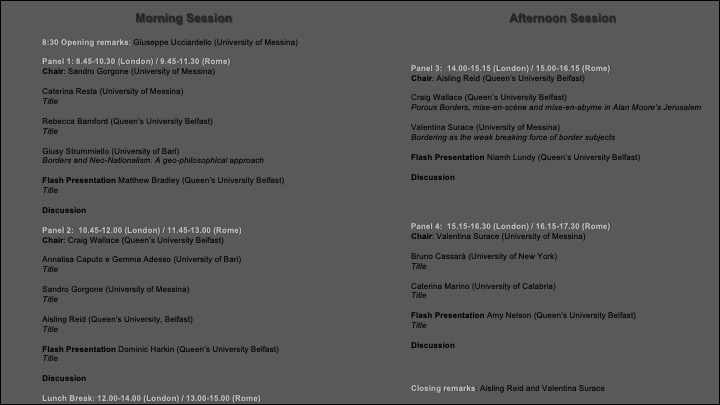 Morning Session
8:30 Opening remarks: Giuseppe Ucciardello (University of Messina)
Panel 1: 8.45-10.30 (London) / 9.45-11.30 (Rome)
Chair: Sandro Gorgone (University of Messina)
Caterina Resta (University of Messina)
Title
Rebecca Bamford (Queen's University Belfast)
Title
Giusy Strummiello (University of Bari)
Borders and Neo-Nationalism. A geo-philosophical approach
Flash Presentation Matthew Bradley (Queen's University Belfast)
Title
Discussion
Panel 2:  10.45-12.00 (London) / 11.45-13.00 (Rome)
Chair: Craig Wallace (Queen's University Belfast)
Annalisa Caputo e Gemma Adesso (University of Bari)
Title
Sandro Gorgone (University of Messina)
Title
Aisling Reid (Queen's University, Belfast)
Title
Flash Presentation Dominic Harkin (Queen's University Belfast)
Title
Discussion
Lunch Break: 12.00-14.00 (London) / 13.00-15.00 (Rome)
Afternoon Session
Panel 3:  14.00-15.15 (London) / 15.00-16.15 (Rome)
Chair: Aisling Reid (Queen's University Belfast)
Craig Wallace (Queen's University Belfast)
Porous Borders, mise-en-scène and mise-en-abyme in Alan Moore's Jerusalem
Valentina Surace (University of Messina)
Bordering as the weak breaking force of border subjects
Flash Presentation Niamh Lundy (Queen's University Belfast)
Discussion
Panel 4:  15.15-16.30 (London) / 16.15-17.30 (Rome)
Chair: Valentina Surace (University of Messina)
Bruno Cassarà (University of New York)
Title
Caterina Marino (University of Calabria)
Title
Flash Presentation Amy Nelson (Queen's University Belfast)
Title
Discussion
Closing remarks: Aisling Reid and Valentina Surace